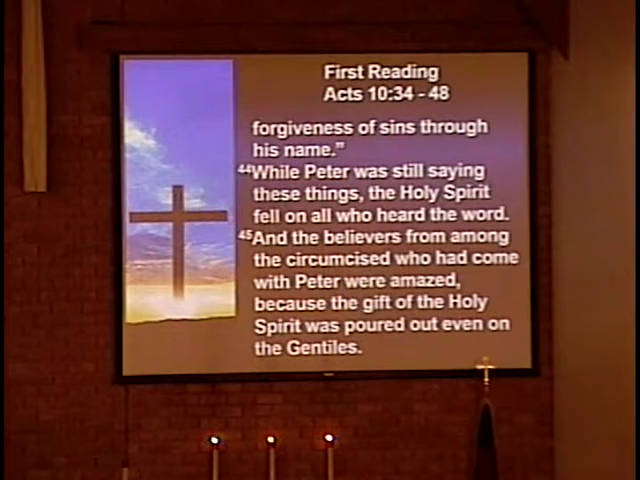 First Reading
Acts 10:34 - 48
forgiveness of sins through
his name."
44While Peter was still saying
these things, the Holy Spirit
fell on all who heard the word.
45And the believers from among
the circumcised who had come
with Peter were amazed,
because the gift of the Holy
Spirit was poured out even on
the Gentiles.